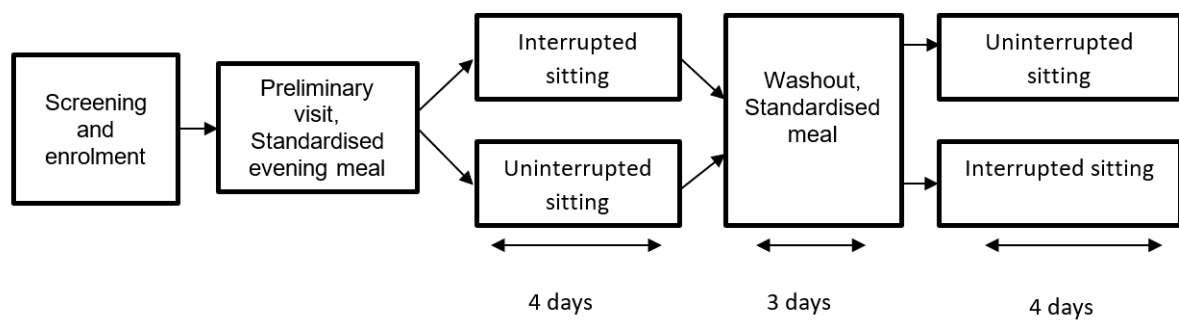 Screening
and
enrolment
Preliminary
visit,
Standardised
evening meal
Interrupted
sitting
Uninterrupted
sitting
Washout,
Standardised
meal
Uninterrupted
sitting
Interrupted sitting
4 days
3 days
4 days